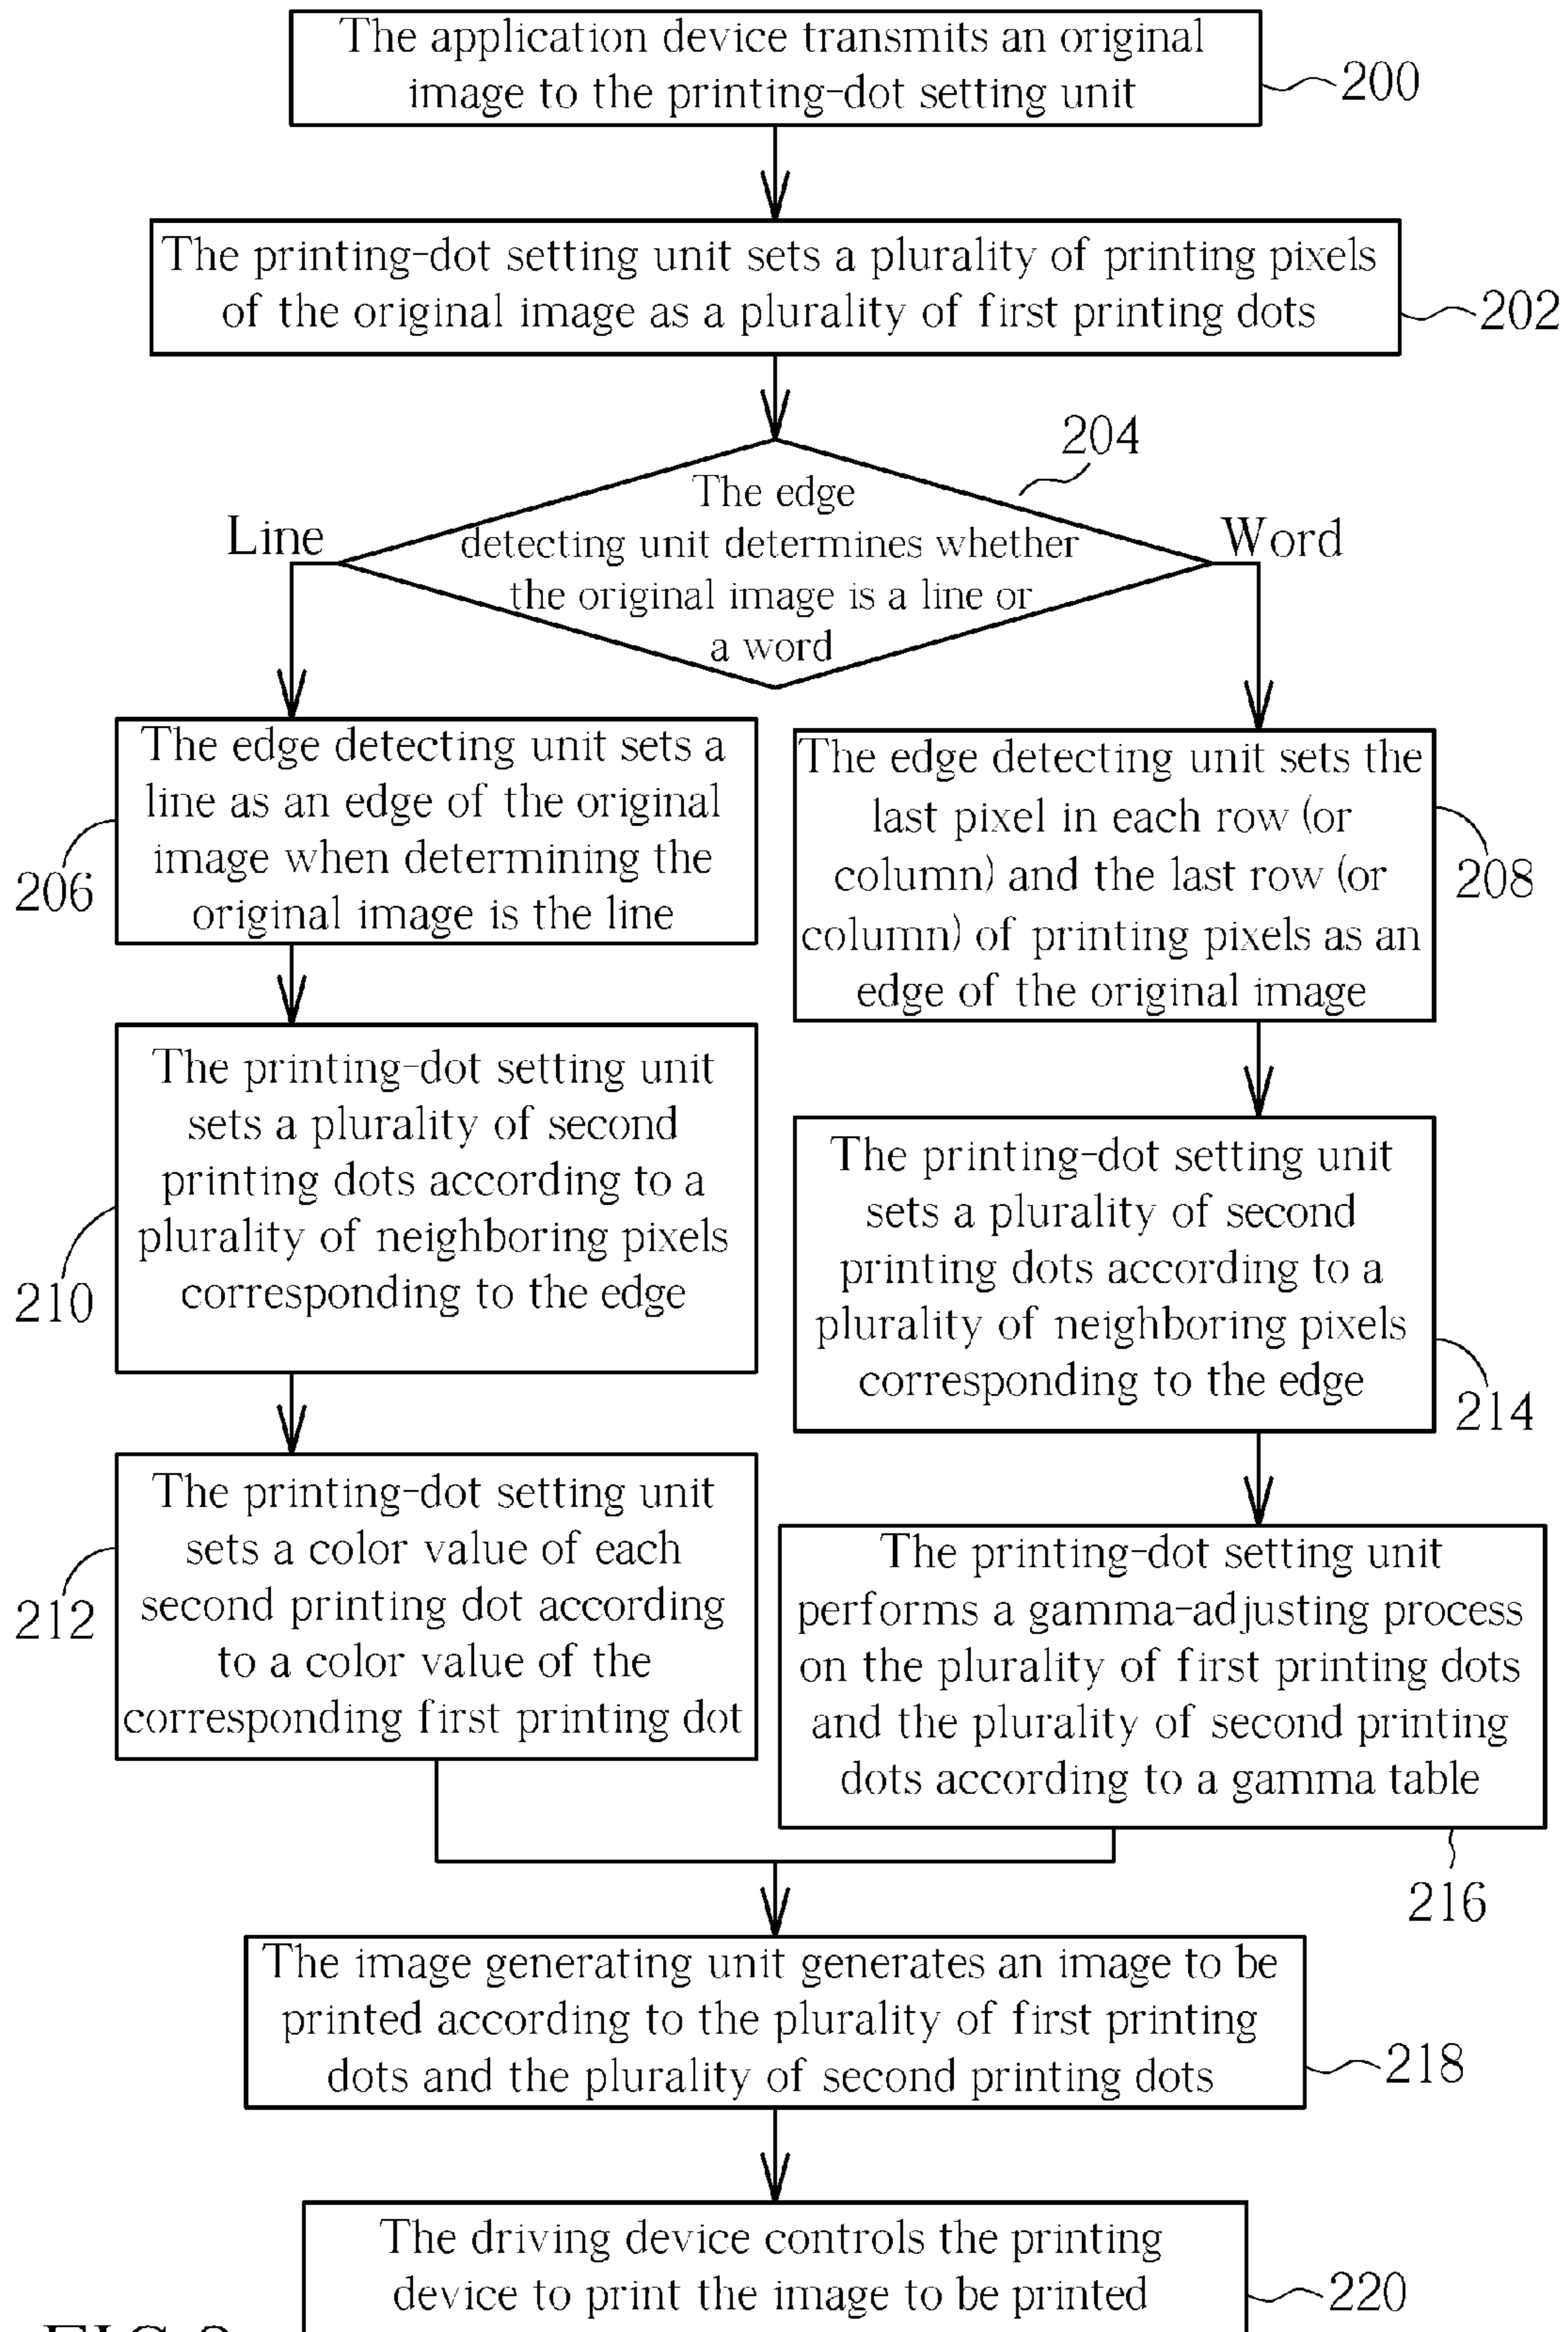 The application device transmits an original
image to the printing-dot setting unit
200
The printing-dot setting unit sets a plurality of printing pixels
of the original image as a plurality of first printing dots
202
204
The edge
detecting unit determines whether
the original image is a line or
a word
Line
Word
The edge detecting unit sets a
line as an edge of the original
image when determining the
original image is the line
206
The edge detecting unit sets the
last pixel in each row (or
column) and the last row (or
column) of printing pixels as an
edge of the original image
208
The printing-dot setting unit
sets a plurality of second
printing dots according to a
plurality of neighboring pixels
corresponding to the edge
210
The printing-dot setting unit
sets a plurality of second
printing dots according to a
plurality of neighboring pixels
corresponding to the edge
214
The printing-dot setting unit
sets a color value of each
second printing dot according
to a color value of the
corresponding first printing dot
212
The printing-dot setting unit
performs a gamma-adjusting process
on the plurality of first printing dots
and the plurality of second printing
dots according to a gamma table
216
The image generating unit generates an image to be
printed according to the plurality of first printing
dots and the plurality of second printing dots
218
The driving device controls the printing
device to print the image to be printed
220